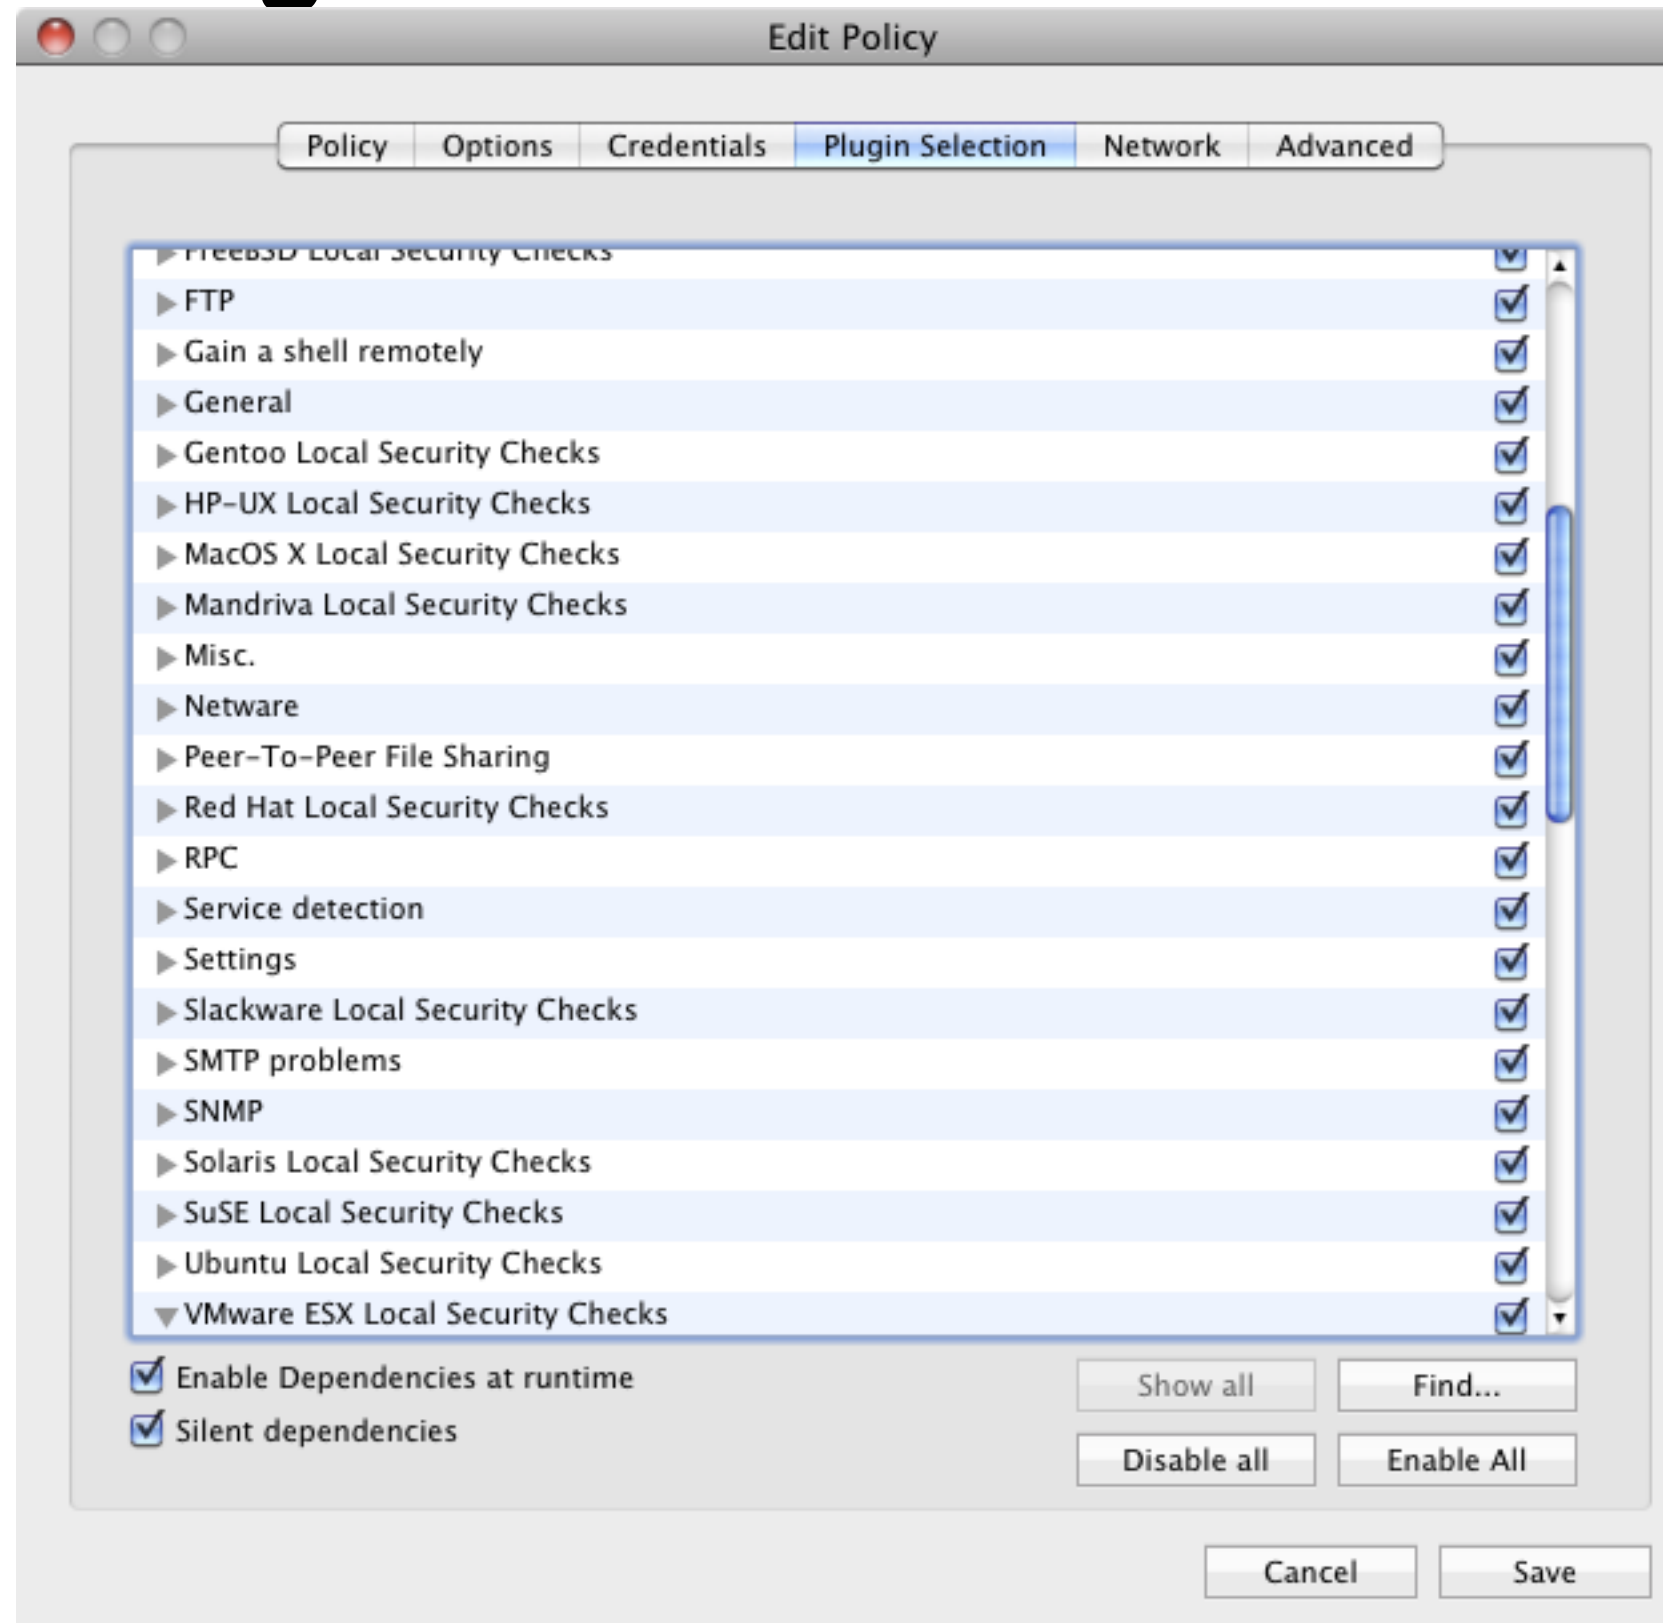 Edit Policy
Policy Options Credentials Plugin Selection Network Advanced
FreeBSD Local Security Checks
FTP
Gain a shell remotely
General
Gentoo Local Security Checks
HP-UX Local Security Checks
MacOS X Local Security Checks
Mandriva Local Security Checks
Misc.
Netware
Peer-To-Peer File Sharing
Red Hat Local Security Checks
RPC
Service detection
Settings
Slackware Local Security Checks
SMTP problems
SNMP
Solaris Local Security Checks
SuSE Local Security Checks
Ubuntu Local Security Checks
VMware ESX Local Security Checks
Enable Dependencies at runtime
Show all Find...
Silent dependencies
Disable all Enable All
Cancel Save